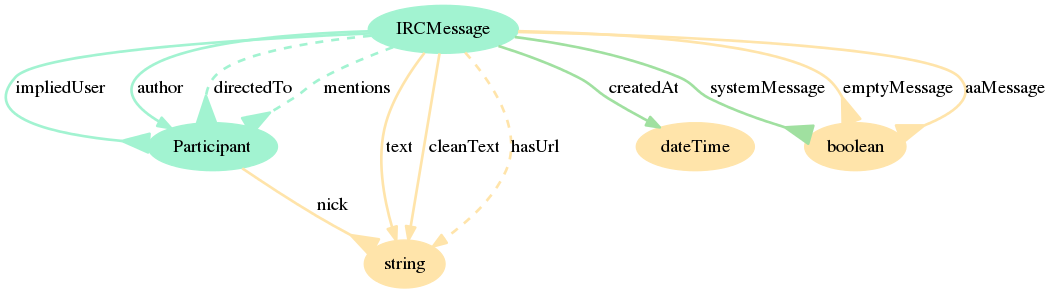 IRCMessage
impliedUser
author
directedTo
mentions
createdAt
systemMessage
emptyMessage
aaMessage
Participant
text
cleanText
hasUrl
dateTime
boolean
nick
string